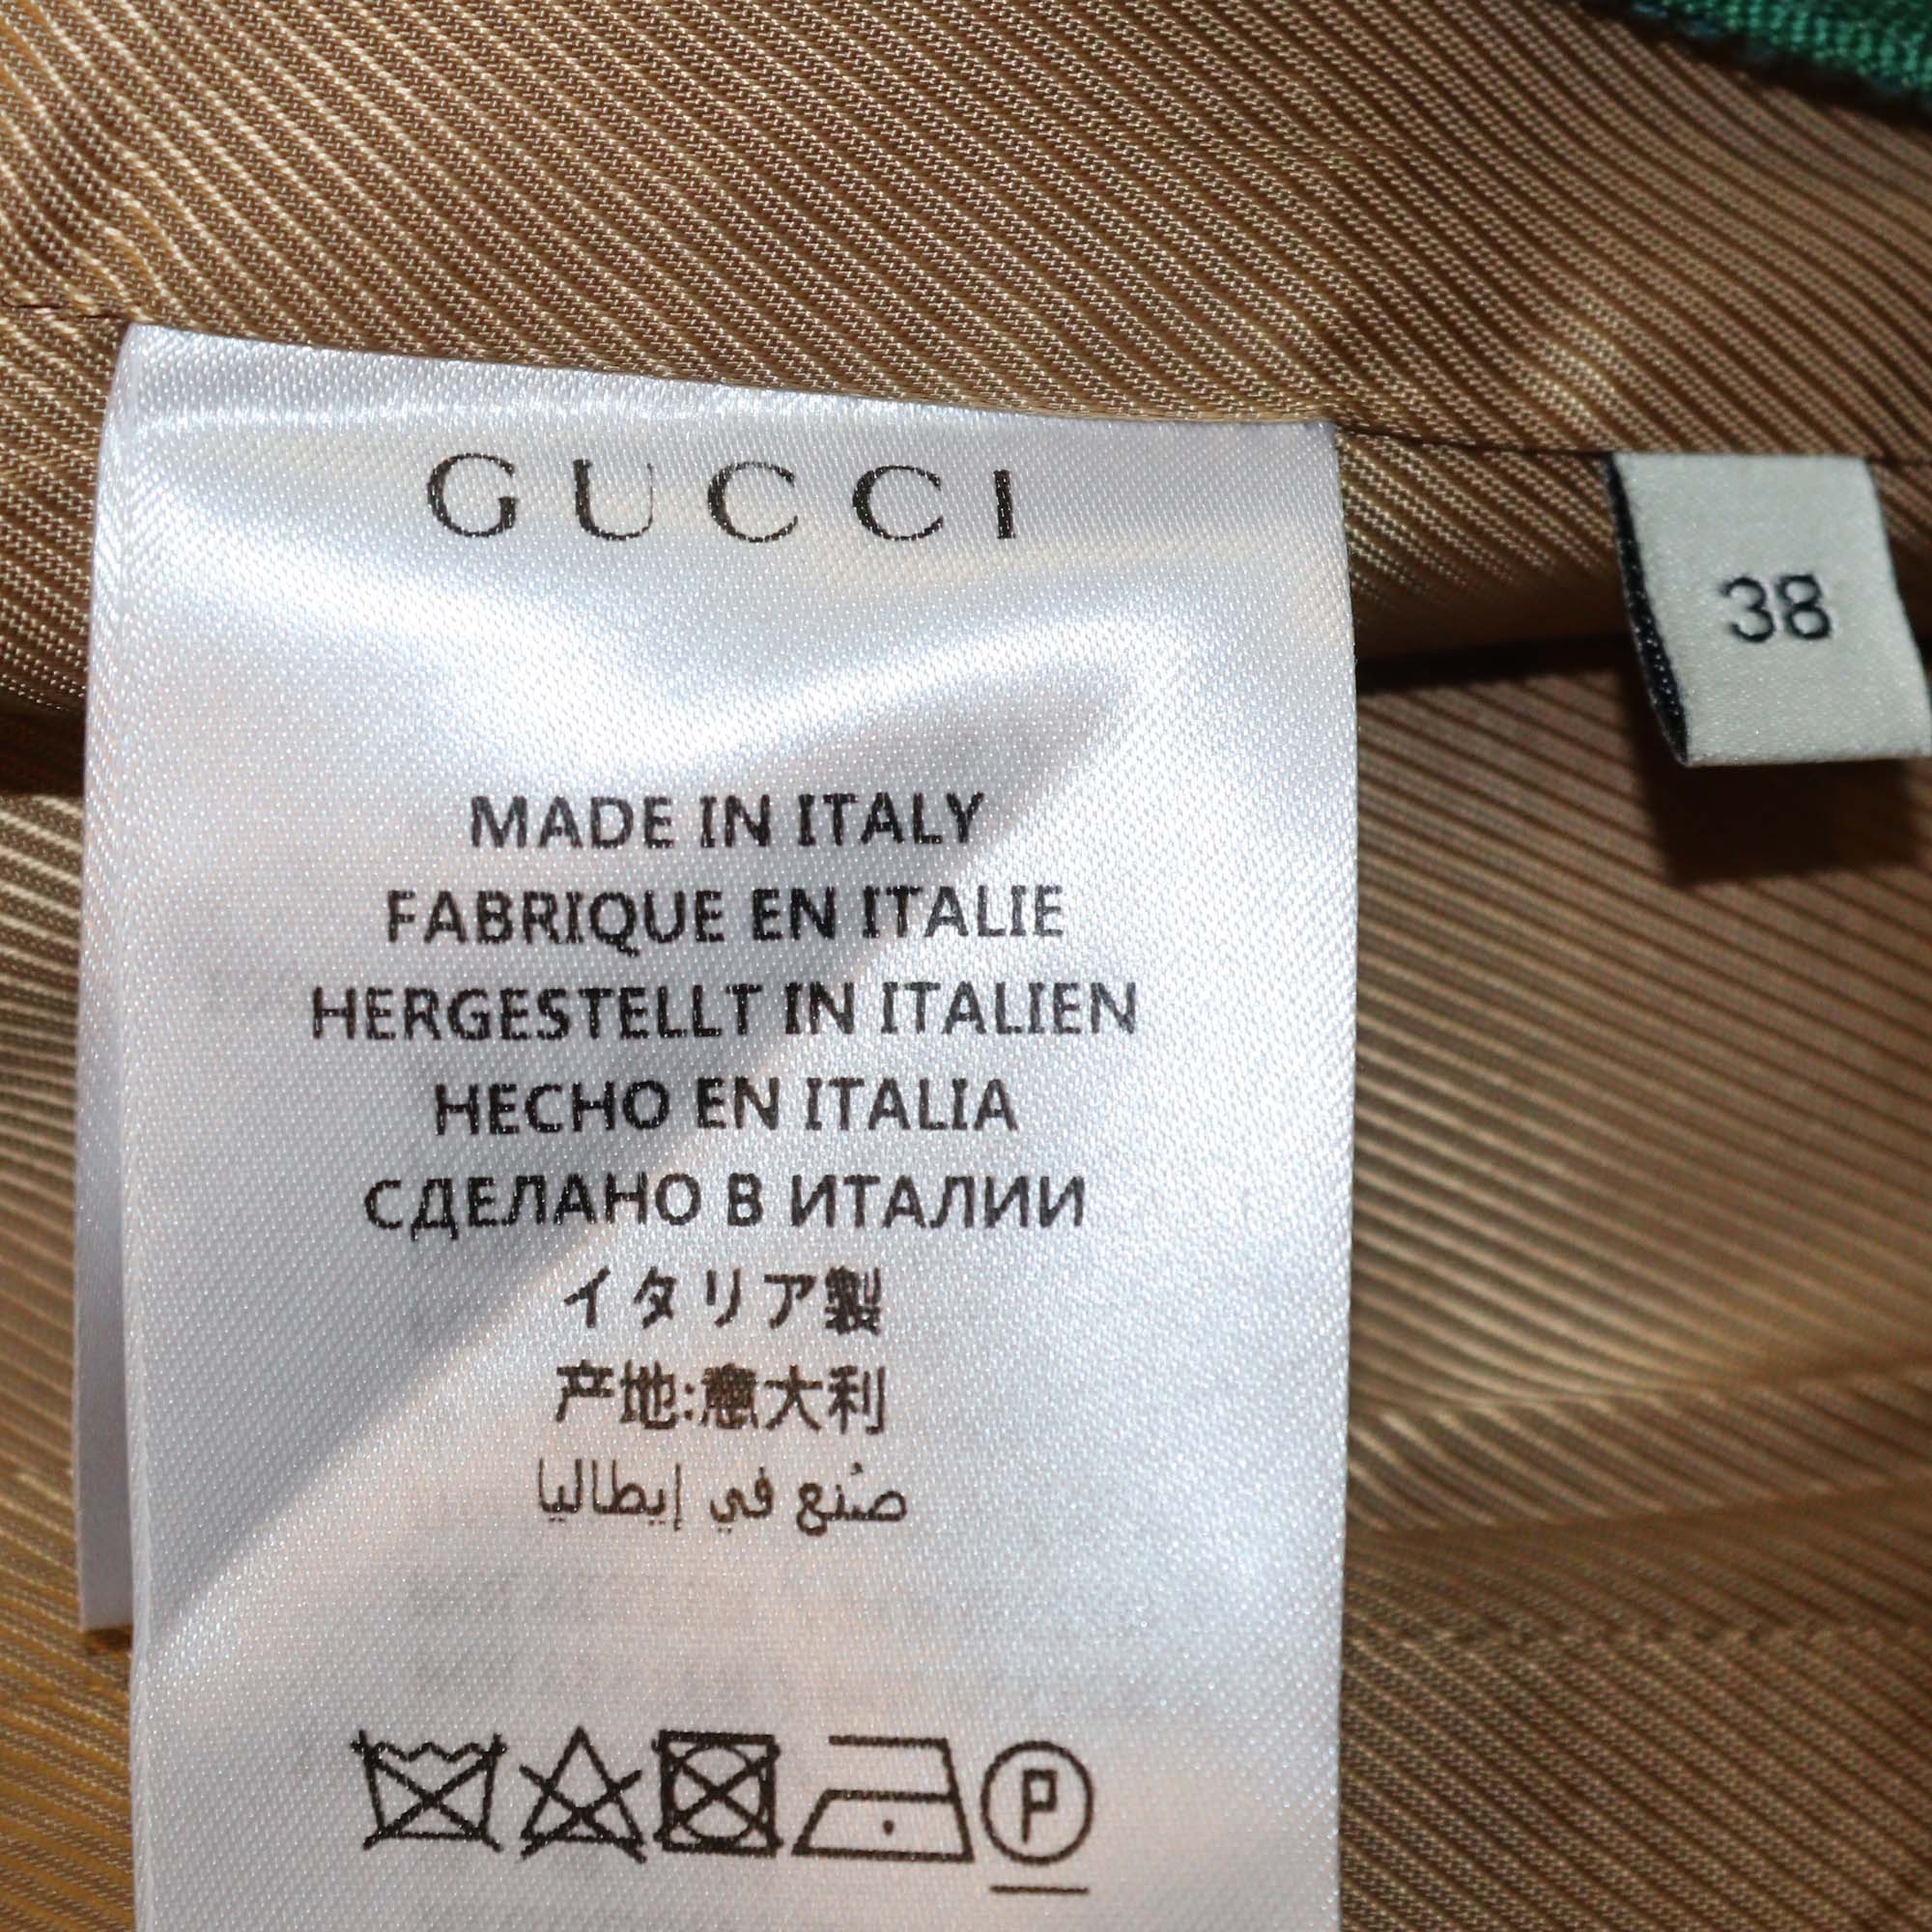 GUCCI
38
MADE IN ITALY
FABRIQUE EN ITALIE
HERGESTELLT IN ITALIEN
HECHO EN ITALIA
СДЕЛАНО В ИТАЛИИ
イタリア製
产地:意大利
صُنع في إيطاليا
P